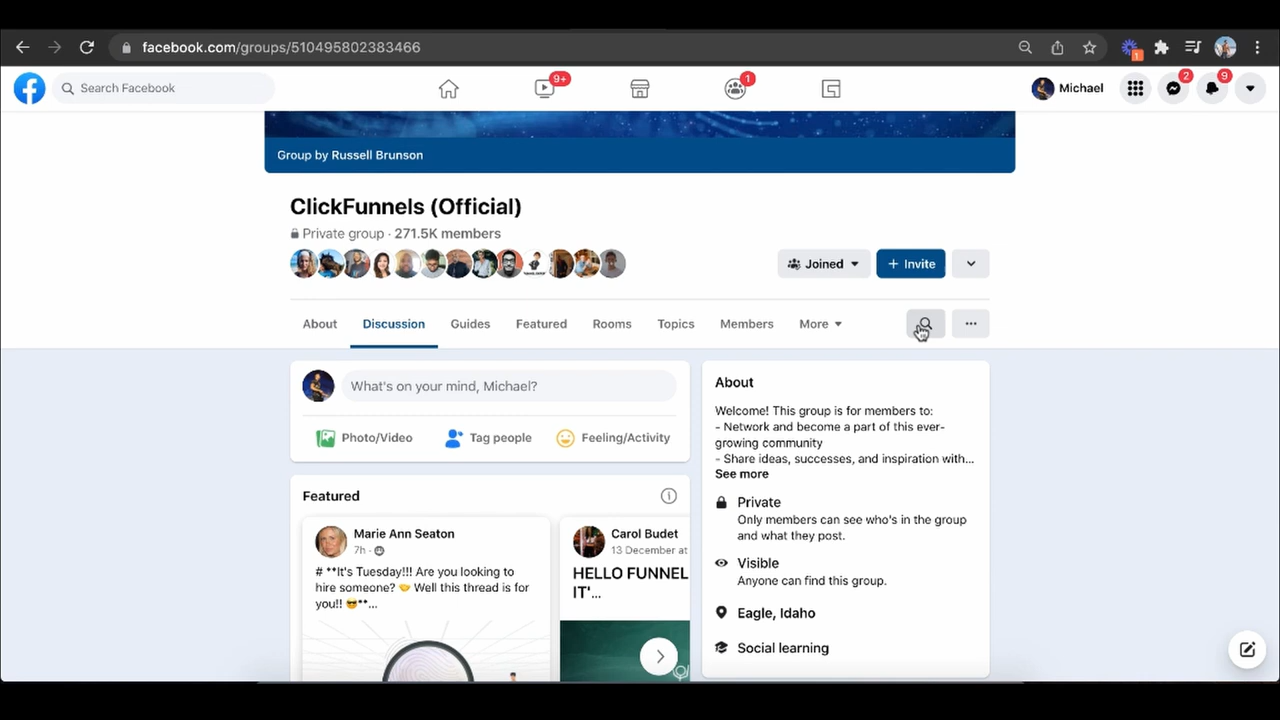 facebook.com/groups/510495802383466
1
Search Facebook
9+
1
Michael
2
9
Group by Russell Brunson
ClickFunnels (Official)
Private group · 271.5K members
Joined
+ Invite
About
Discussion
Guides
Featured
Rooms
Topics
Members
More
What's on your mind, Michael?
Photo/Video
Tag people
Feeling/Activity
Featured
Marie Ann Seaton
7h ·
# **It's Tuesday!!! Are you looking to
hire someone? 🤝 Well this thread is for
you!! 😎**...
Carol Budet
13 December at
HELLO FUNNEL
IT'...
About
Welcome! This group is for members to:
- Network and become a part of this ever-
growing community
- Share ideas, successes, and inspiration with...
See more
Private
Only members can see who's in the group
and what they post.
Visible
Anyone can find this group.
Eagle, Idaho
Social learning